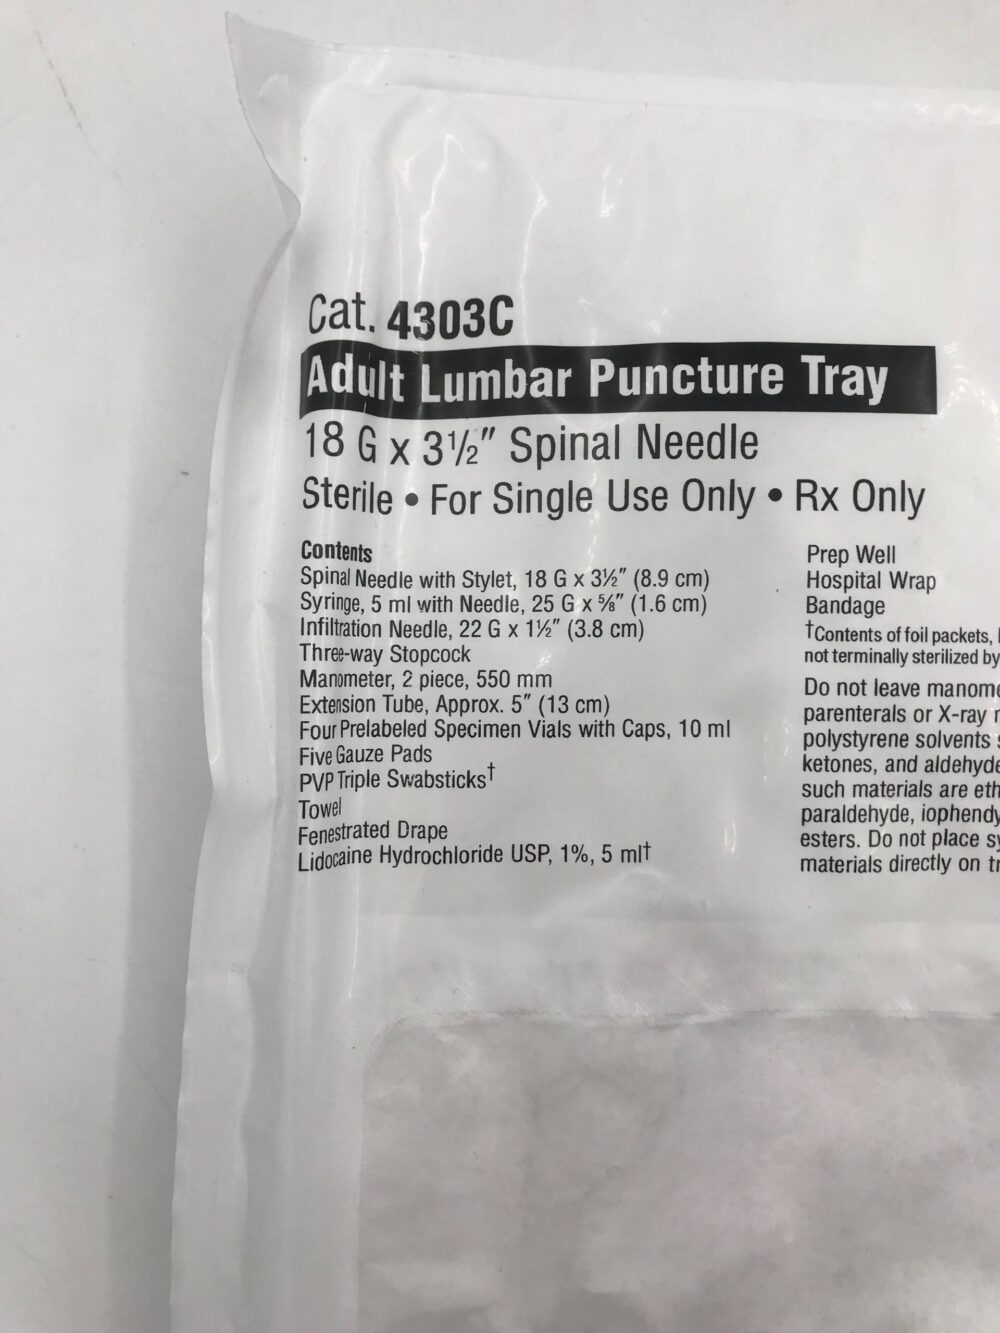 Cat. 4303C
Adult Lumbar Puncture Tray
18 G x 3½" Spinal Needle
Sterile • For Single Use Only • Rx Only
Contents
Spinal Needle with Stylet, 18 G x 3½" (8.9 cm)
Syringe, 5 ml with Needle, 25 G x ⅝" (1.6 cm)
Infiltration Needle, 22 G x 1½" (3.8 cm)
Three-way Stopcock
Manometer, 2 piece, 550 mm
Extension Tube, Approx. 5" (13 cm)
Four Prelabeled Specimen Vials with Caps, 10 ml
Five Gauze Pads
PVP Triple Swabsticks†
Towel
Fenestrated Drape
Lidocaine Hydrochloride USP, 1%, 5 ml†
Prep Well
Hospital Wrap
Bandage
†Contents of foil packets,
not terminally sterilized by
Do not leave
parenterals or X-ray
polystyrene solvents
ketones, and
such materials are
paraldehyde,
esters. Do not place
materials directly on